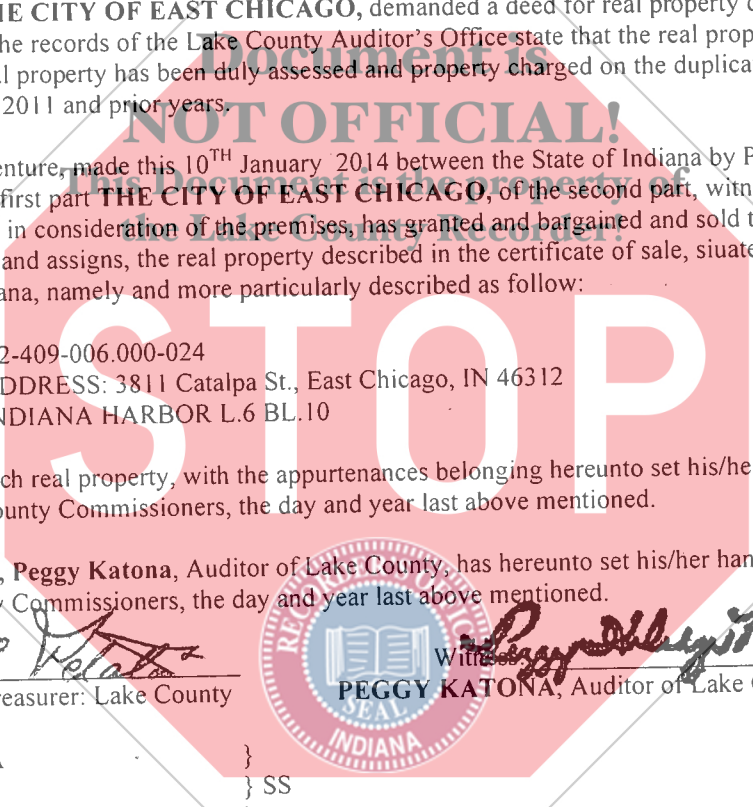 HE CITY OF EAST CHICAGO, demanded a deed for real property
he records of the Lake County Auditor's Office state that the real prop
l property has been duly assessed and property charged on the duplica
2011 and prior years.
Document is
NOT OFFICIAL!
This Document is the property of
the Lake County Recorder!
enture, made this 10TH January 2014 between the State of Indiana by P
first part THE CITY OF EAST CHICAGO, of the second part, witn
in consideration of the premises, has granted and bargained and sold t
and assigns, the real property described in the certificate of sale, siuate
ana, namely and more particularly described as follow:
STOP
2-409-006.000-024
DDRESS: 3811 Catalpa St., East Chicago, IN 46312
NDIANA HARBOR L.6 BL.10
ch real property, with the appurtenances belonging hereunto set his/he
ounty Commissioners, the day and year last above mentioned.
, Peggy Katona, Auditor of Lake County, has hereunto set his/her han
y Commissioners, the day and year last above mentioned.
Witness:
reasurer: Lake County
PEGGY KATONA, Auditor of Lake
SEAL
INDIANA
}
} SS